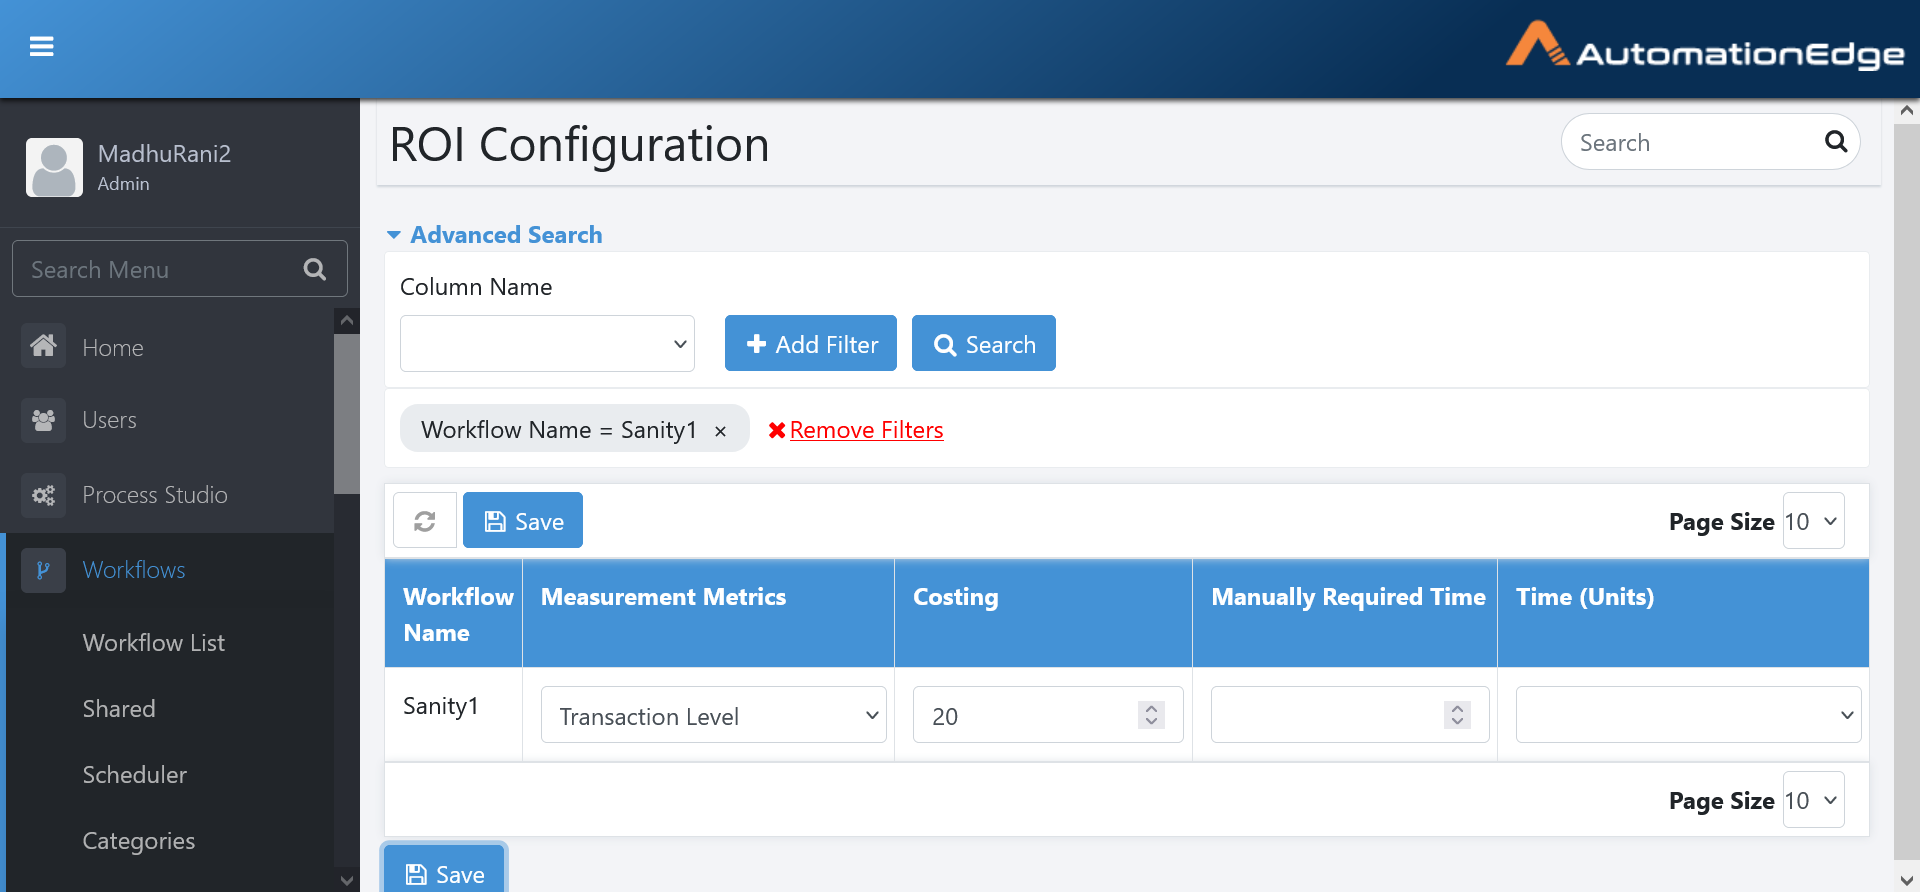 AutomationEdge
MadhuRani2
Admin
Search Menu
Home
Users
Process Studio
Workflows
Workflow List
Shared
Scheduler
Categories
ROI Configuration
Search
Advanced Search
Column Name
Add Filter
Search
Workflow Name = Sanity1 ×
Remove Filters
Save
Page Size 10
Workflow Name
Measurement Metrics
Costing
Manually Required Time
Time (Units)
Sanity1
Transaction Level
20
Page Size 10
Save